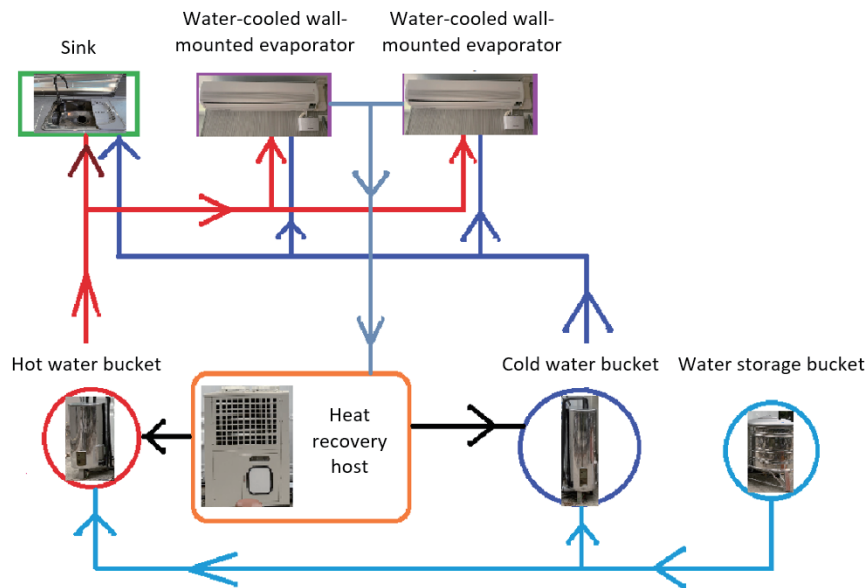 Sink
Water-cooled wall-
mounted evaporator
Water-cooled wall-
mounted evaporator
Hot water bucket
Heat
recovery
host
Cold water bucket
Water storage bucket